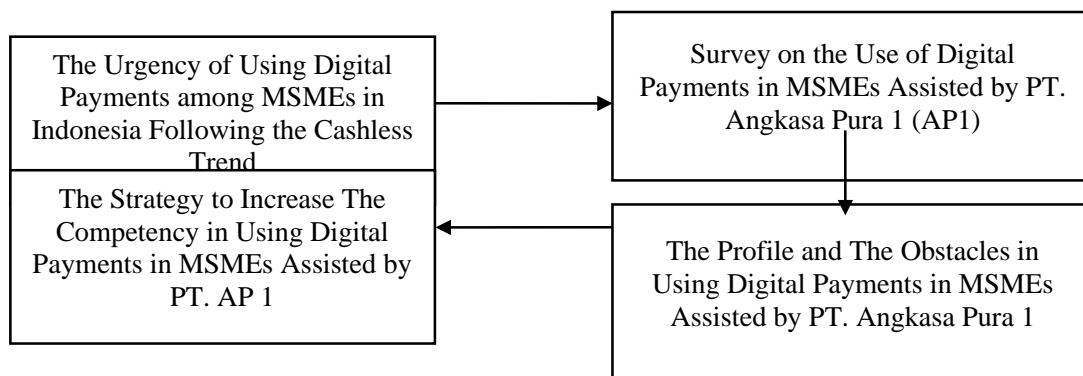 The Urgency of Using Digital
Payments among MSMEs in
Indonesia Following the Cashless
Trend
Survey on the Use of Digital
Payments in MSMEs Assisted by PT.
Angkasa Pura 1 (AP1)
The Profile and The Obstacles in
Using Digital Payments in MSMEs
Assisted by PT. Angkasa Pura 1
The Strategy to Increase The
Competency in Using Digital
Payments in MSMEs Assisted by
PT. AP 1